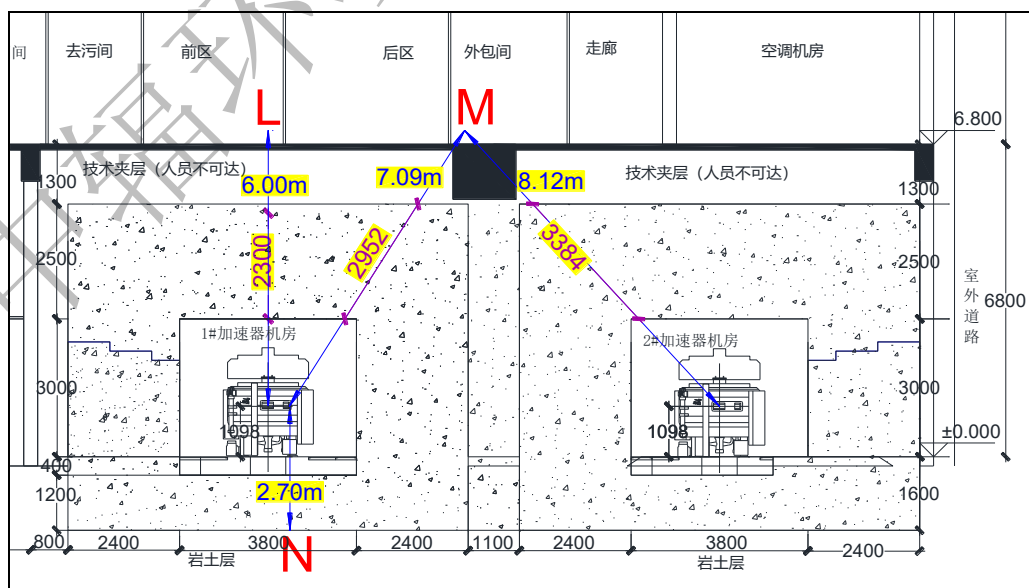 间 去污间 前区 后区 外包间 走廊 空调机房
L M
6.800
技术夹层（人员不可达） 技术夹层（人员不可达）
1300 6.00m 7.09m 8.12m 1300
2300 2952 3384
2500 2500
室外道路
6800
1#加速器机房 2#加速器机房
3000 3000
1098 1098
±0.000
400
1200 2.70m 1600
800 2400 3800 2400 1100 2400 3800 2400
岩土层 N 岩土层
中辐环